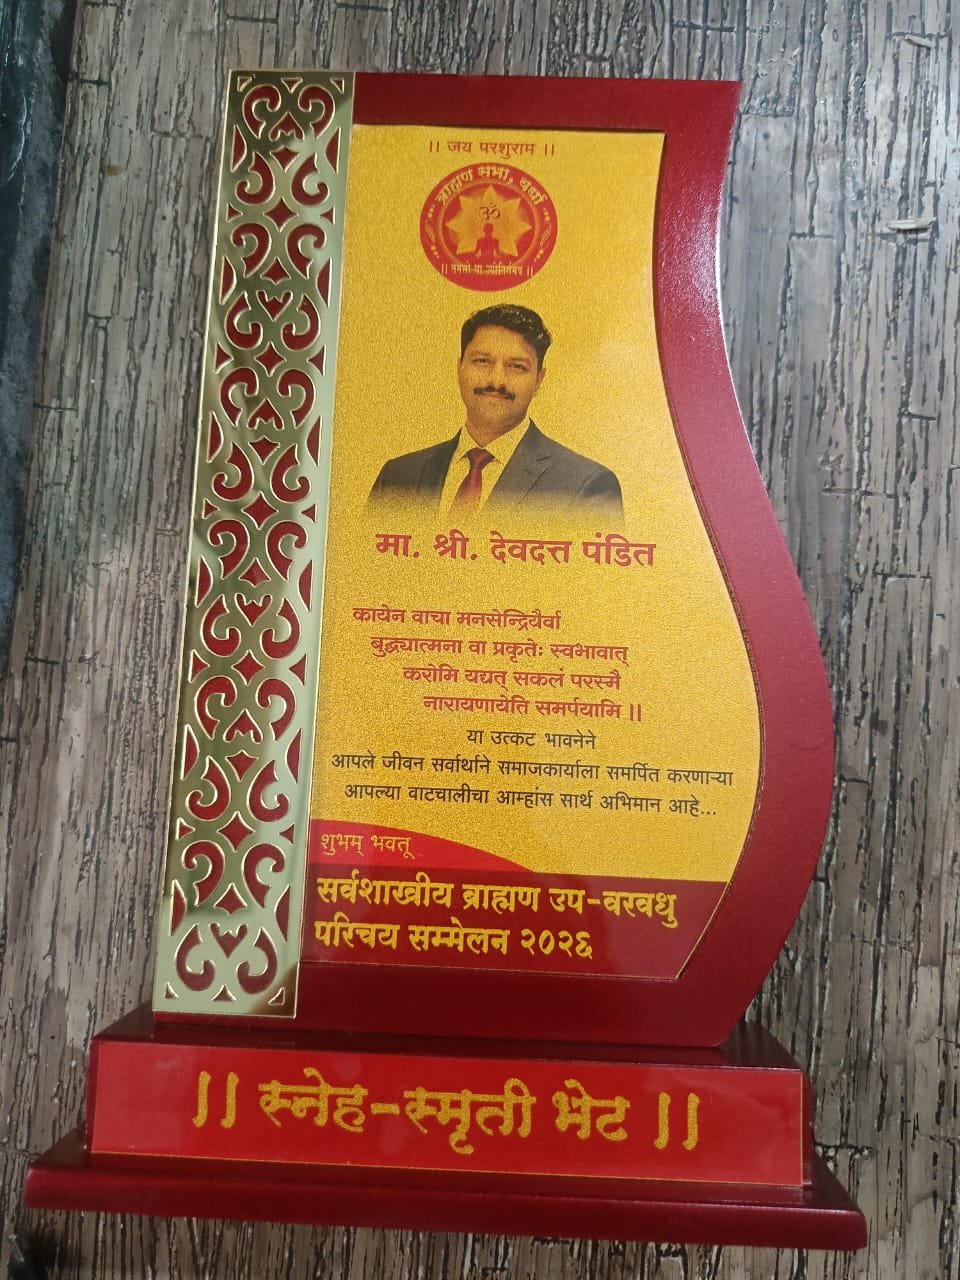 ।। जय परशुराम ।।
ब्राह्मण सभा, वर्धा
ॐ
।। तमसो मा ज्योतिर्गमय ।।
मा. श्री. देवदत्त पंडित
कायेन वाचा मनसेन्द्रियैर्वा
बुद्ध्यात्मना वा प्रकृतेः स्वभावात्
करोमि यद्यत् सकलं परस्मै
नारायणायेति समर्पयामि ।।
या उत्कट भावनेने
आपले जीवन सर्वार्थाने समाजकार्याला समर्पित करणाऱ्या
आपल्या वाटचालीचा आम्हांस सार्थ अभिमान आहे...
शुभम् भवतू
सर्वशाखीय ब्राह्मण उप-वरवधु
परिचय सम्मेलन २०२६
।। स्नेह-स्मृती भेट ।।